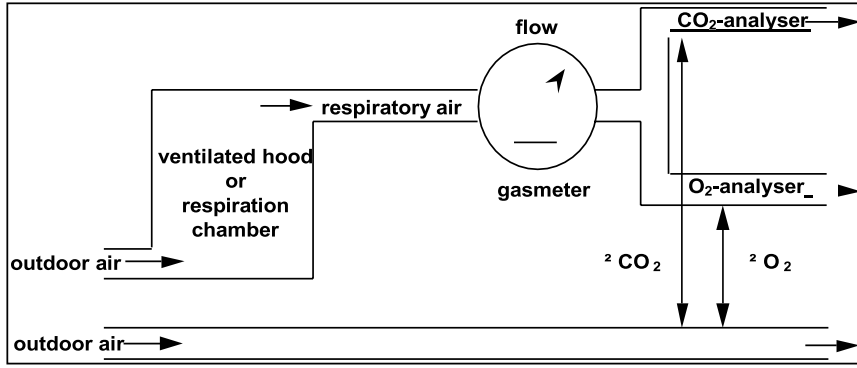 flow
CO₂-analyser
respiratory air
ventilated hood
or
respiration
chamber
gasmeter
O₂-analyser
outdoor air
² CO₂
² O₂
outdoor air